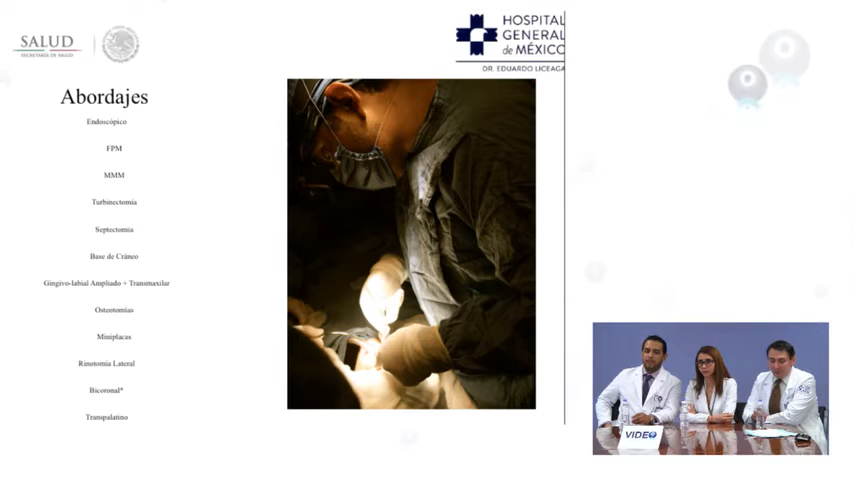 SALUD
SECRETARÍA DE SALUD
HOSPITAL
GENERAL
de MÉXICO
DR. EDUARDO LICEAGA
Abordajes
Endoscópico
FPM
MMM
Turbinectomía
Septectomía
Base de Cráneo
Gingivo-labial Ampliado + Transmaxilar
Osteotomías
Miniplacas
Rinotomía Lateral
Bicoronal*
Transpalatino
VIDEO